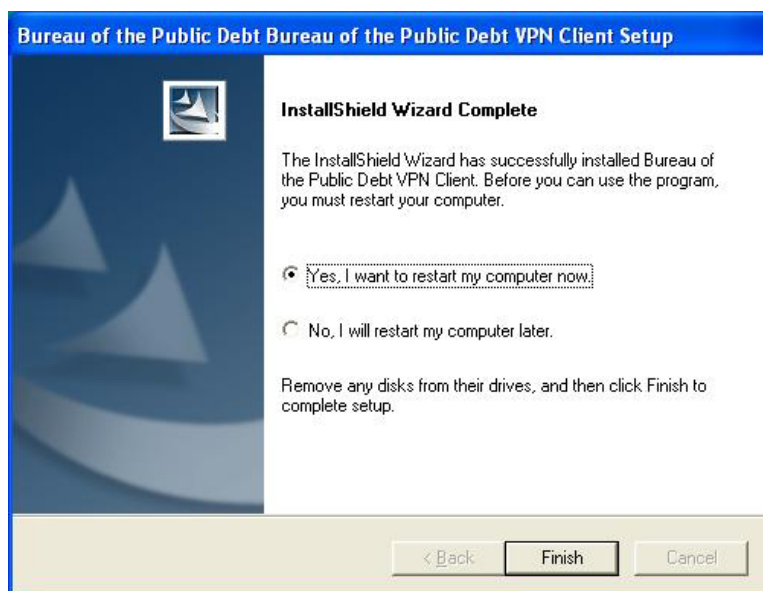 Bureau of the Public Debt Bureau of the Public Debt VPN Client Setup
InstallShield Wizard Complete
The InstallShield Wizard has successfully installed Bureau of
the Public Debt VPN Client. Before you can use the program,
you must restart your computer.
Yes, I want to restart my computer now.
No, I will restart my computer later.
Remove any disks from their drives, and then click Finish to
complete setup.
< Back
Finish
Cancel